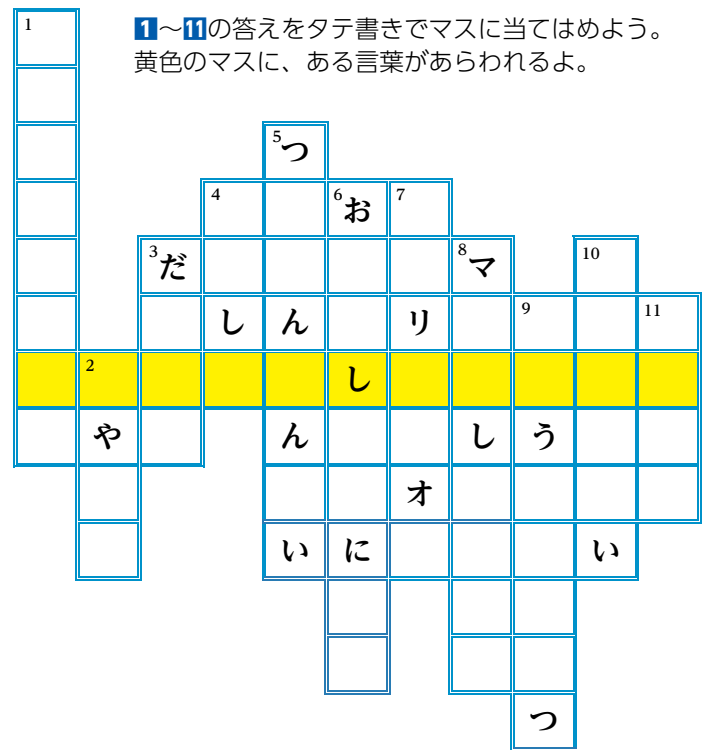 1~11の答えをタテ書きでマスに当てはめよう。
黄色のマスに、ある言葉があらわれるよ。
1
5 つ
4 6 お 7
3 だ 8 マ 10
し ん リ 9 11
2 し
や ん し う
オ
い に い
つ